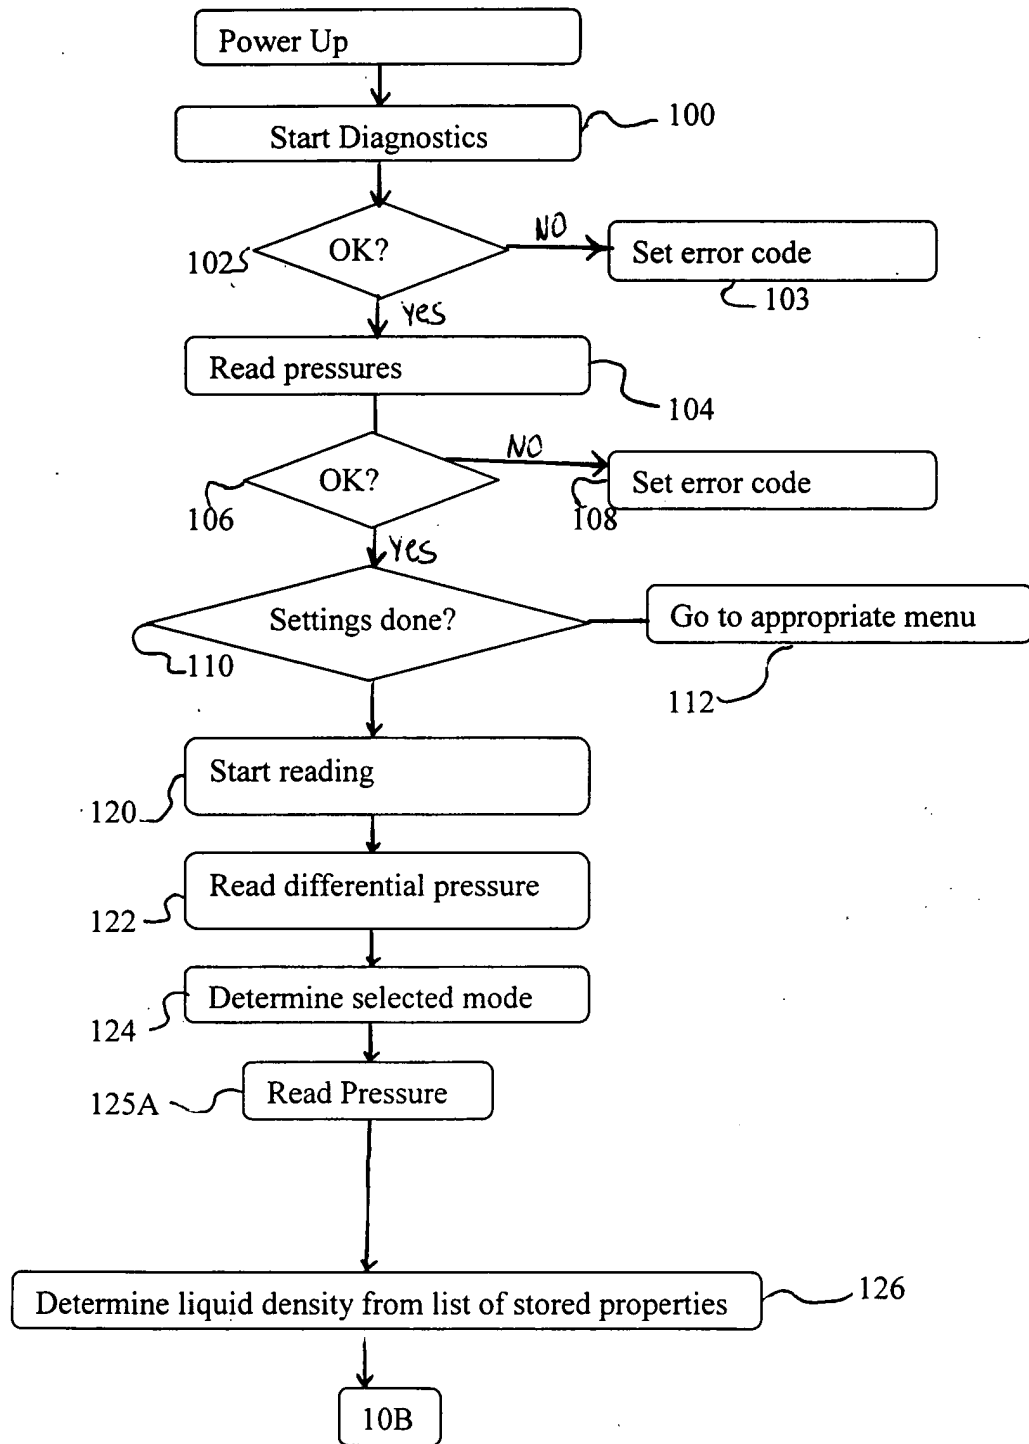 Power Up
Start Diagnostics
100
OK?
102
NO
Set error code
103
Yes
Read pressures
104
OK?
106
NO
Set error code
108
Yes
Settings done?
110
Go to appropriate menu
112
Start reading
120
Read differential pressure
122
Determine selected mode
124
Read Pressure
125A
Determine liquid density from list of stored properties
126
10B